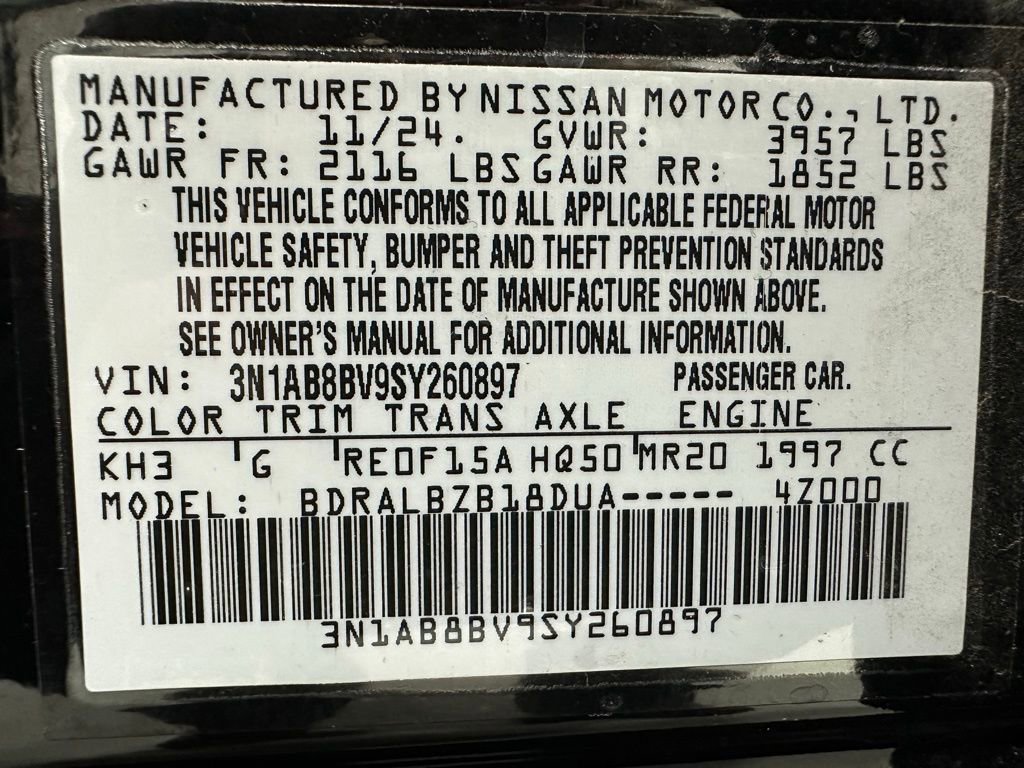 MANUFACTURED BY NISSAN MOTOR CO., LTD.
DATE: 11/24. GVWR: 3957 LBS
GAWR FR: 2116 LBS GAWR RR: 1852 LBS
THIS VEHICLE CONFORMS TO ALL APPLICABLE FEDERAL MOTOR
VEHICLE SAFETY, BUMPER AND THEFT PREVENTION STANDARDS
IN EFFECT ON THE DATE OF MANUFACTURE SHOWN ABOVE.
SEE OWNER'S MANUAL FOR ADDITIONAL INFORMATION.
VIN: 3N1AB8BV9SY260897 PASSENGER CAR.
COLOR TRIM TRANS AXLE ENGINE
KH3 G RE0F15A HQ50 MR20 1997 CC
MODEL: BDRALBZB18DUA----- 4Z000
3N1AB8BV9SY260897